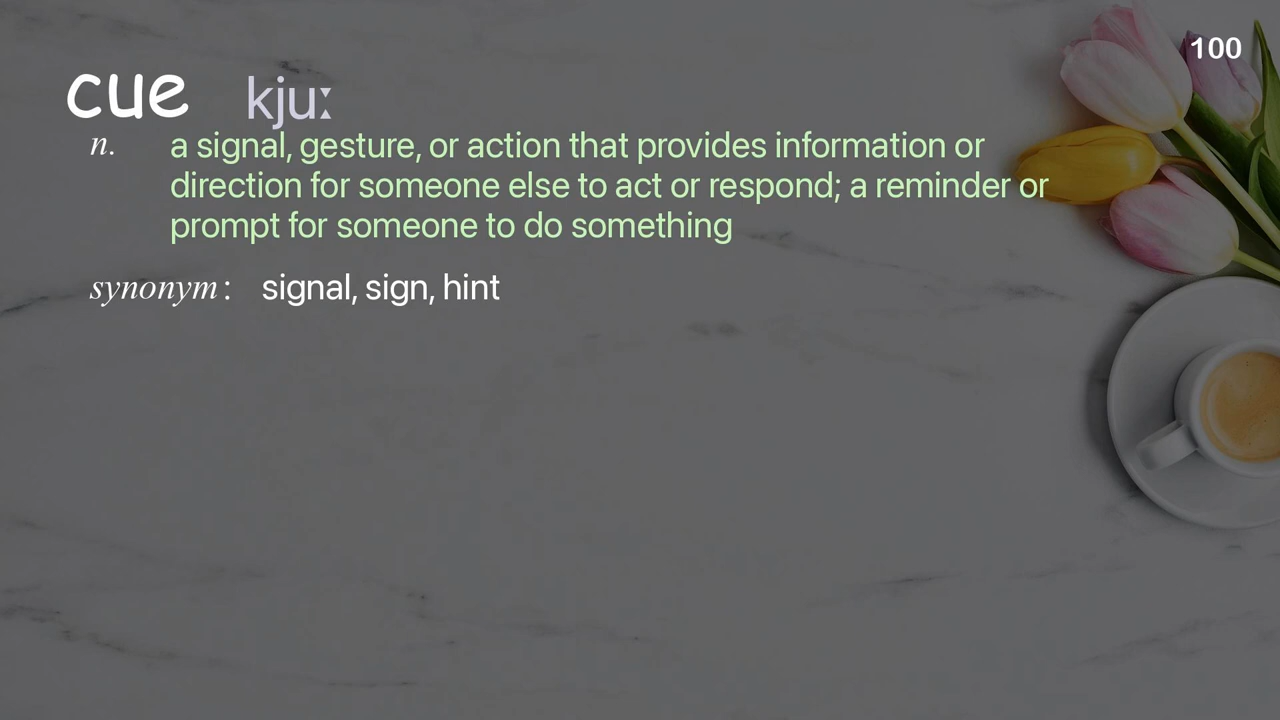 100
cue kjuː
n. a signal, gesture, or action that provides information or
direction for someone else to act or respond; a reminder or
prompt for someone to do something
synonym: signal, sign, hint